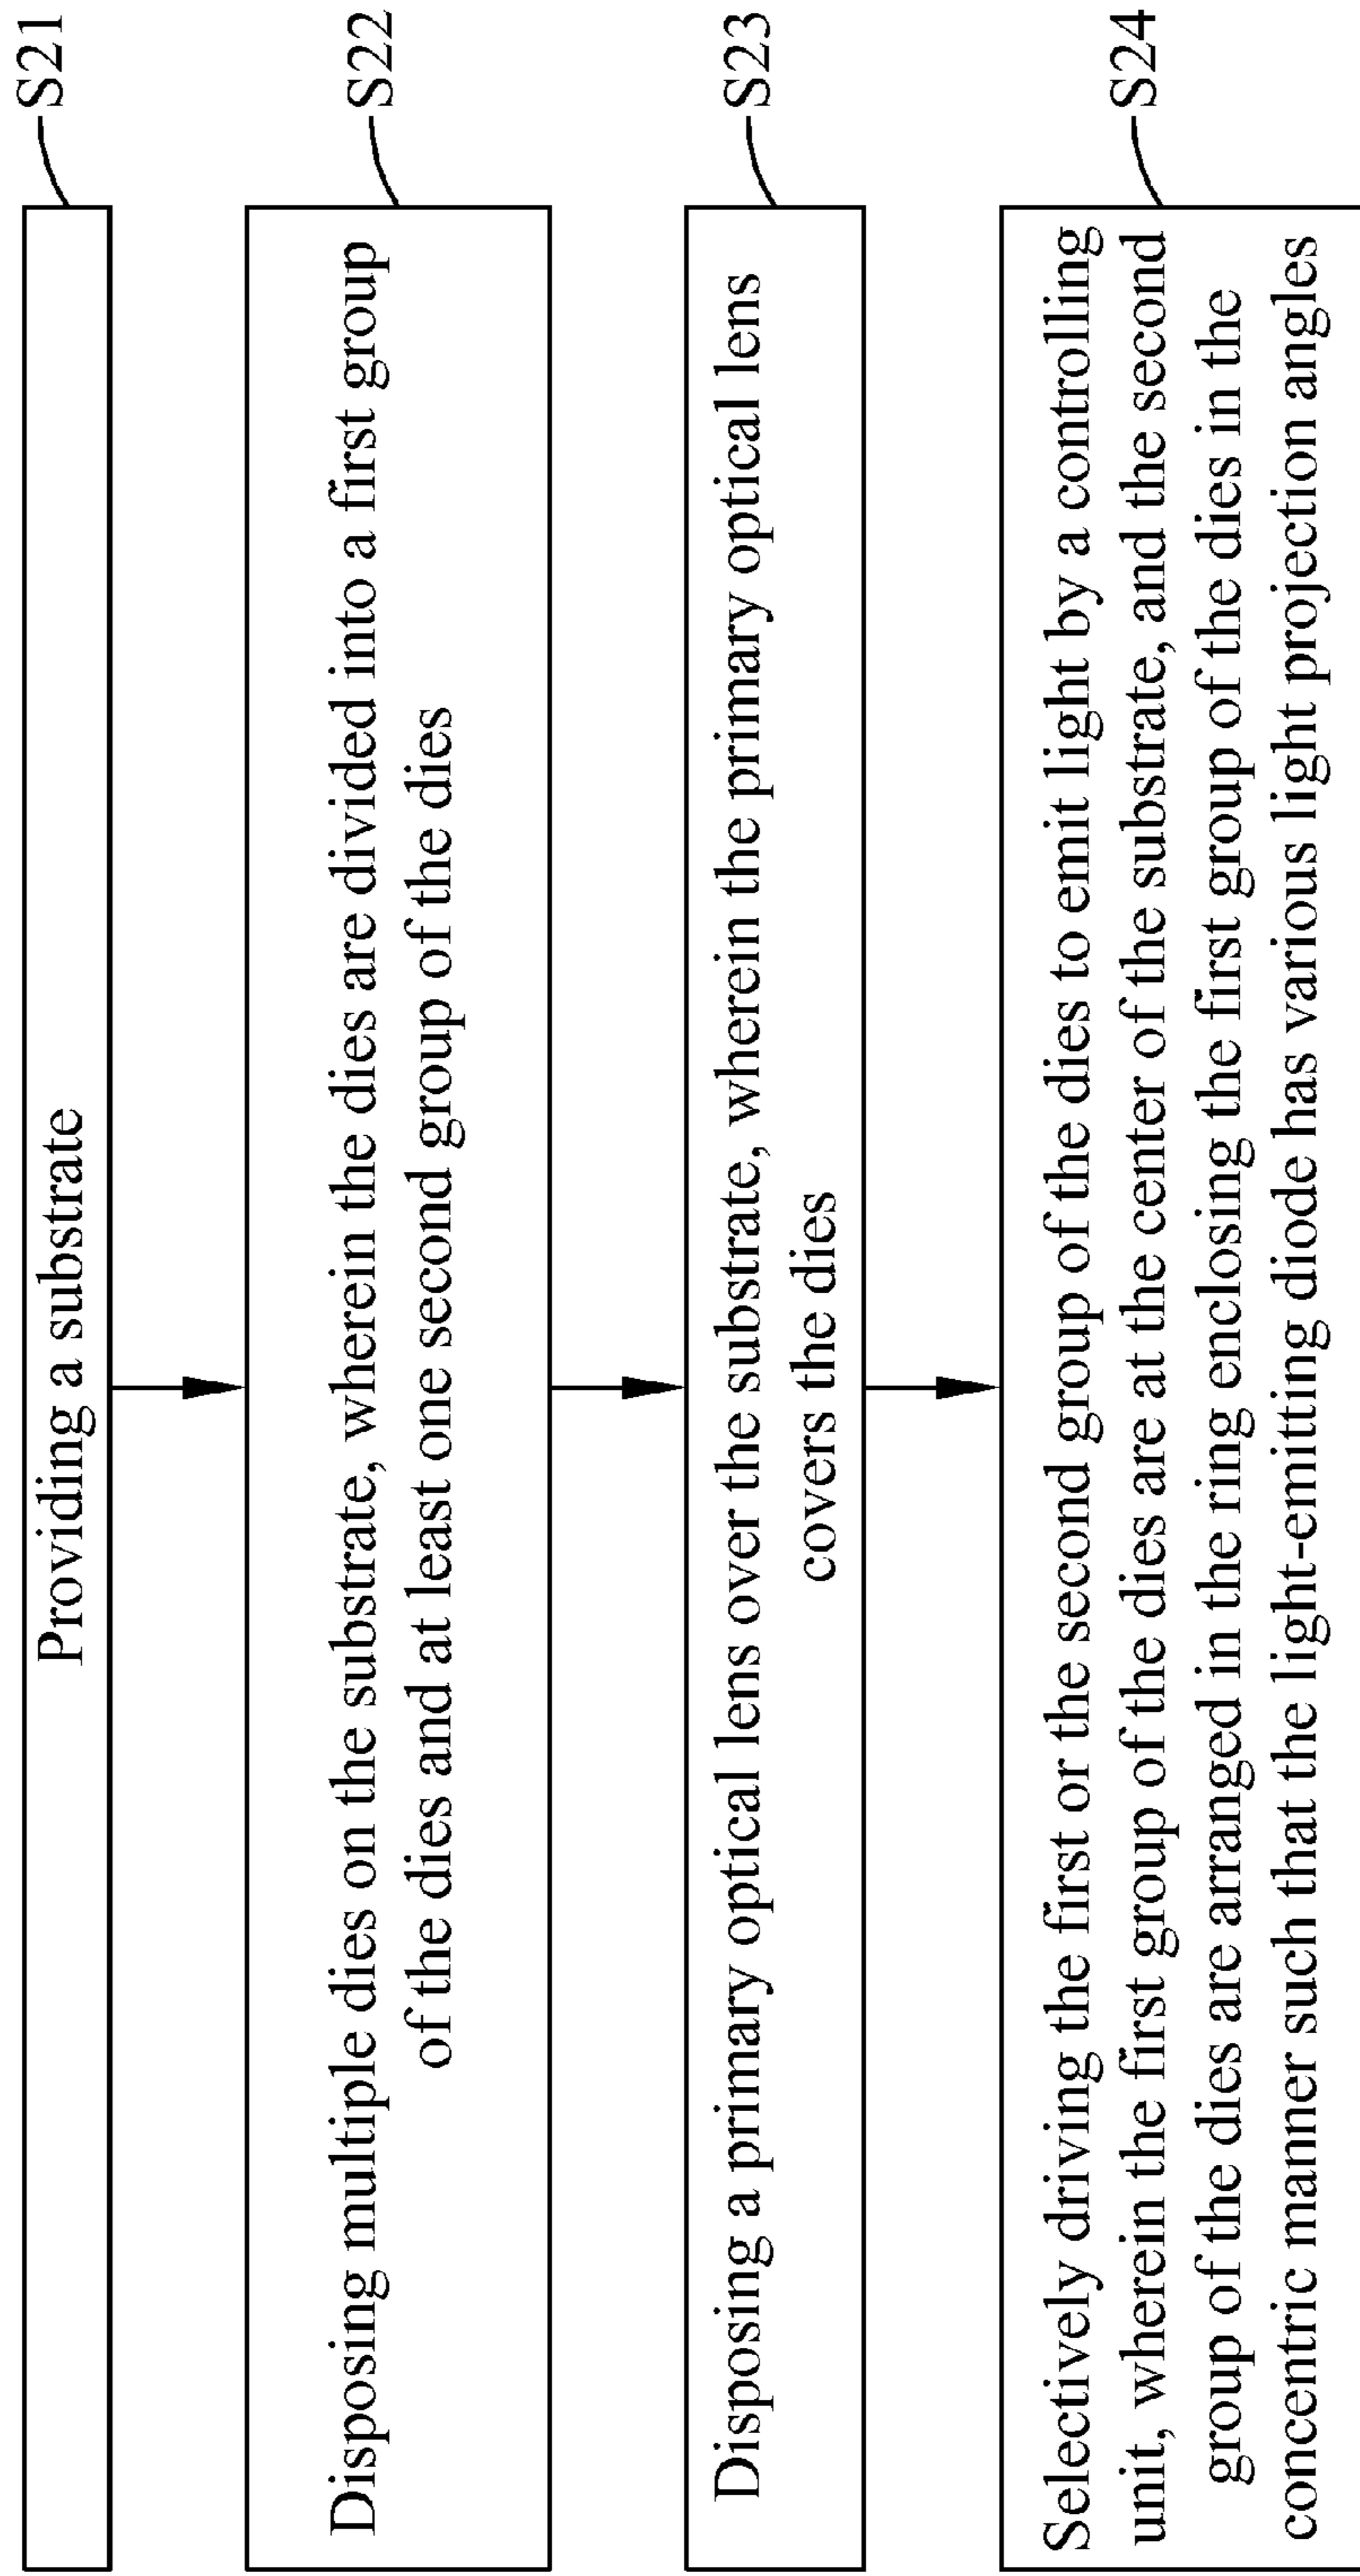 Providing a substrate
S21
Disposing multiple dies on the substrate, wherein the dies are divided into a first group
of the dies and at least one second group of the dies
S22
Disposing a primary optical lens over the substrate, wherein the primary optical lens
covers the dies
S23
Selectively driving the first or the second group of the dies to emit light by a controlling
unit, wherein the first group of the dies are at the center of the substrate, and the second
group of the dies are arranged in the ring enclosing the first group of the dies in the
concentric manner such that the light-emitting diode has various light projection angles
S24